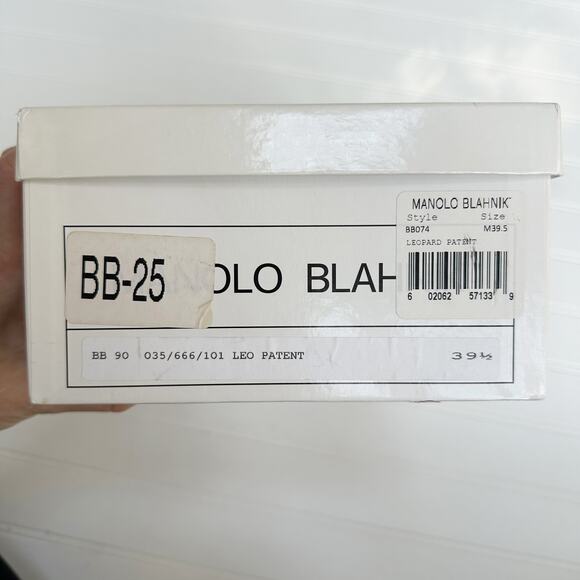 MANOLO BLAHNIK
Style Size
BB074 M39.5
LEOPARD PATENT
6 02062 57133 9
BB-25
NOLO BLAH
BB 90 035/666/101 LEO PATENT 39½